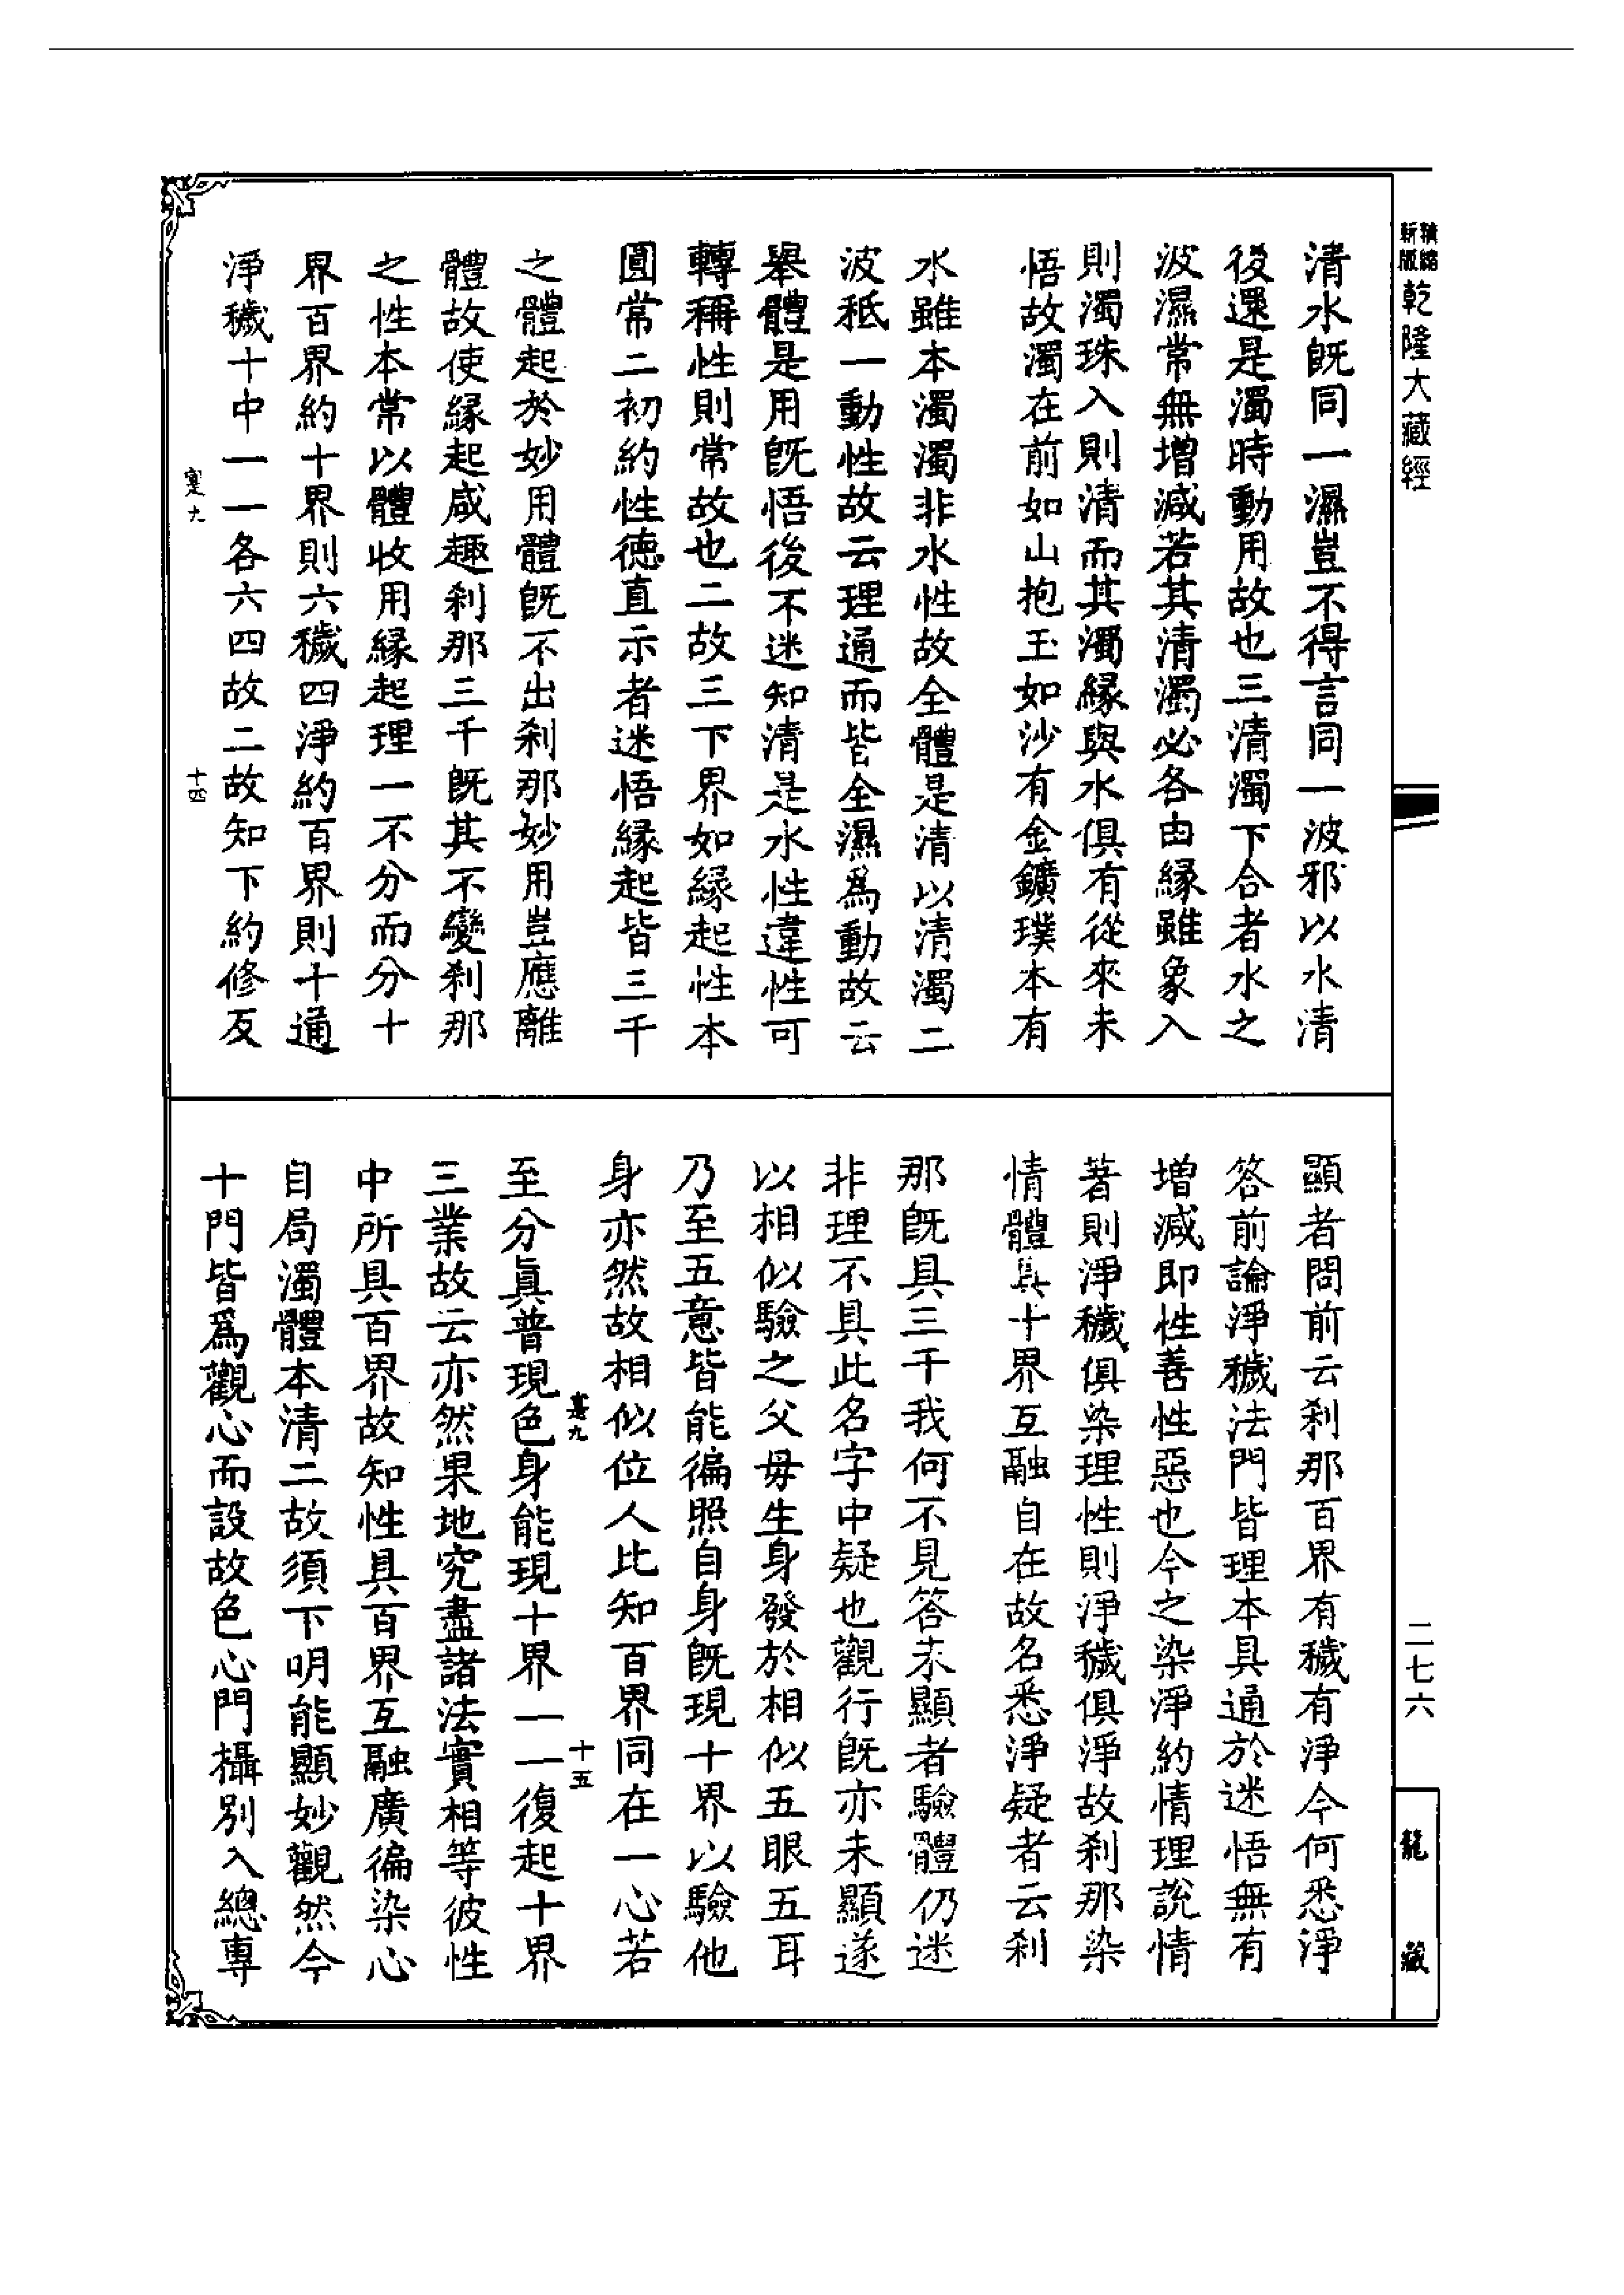 精縮新版乾隆大藏經
清水既同一濕豈不得言同一波邪以水清
後還是濁時動用故也三清濁下合者水之
波濕常無增減若其清濁必各由緣雖象入
則濁珠入則清而其濁緣與水俱有從來未
悟故濁在前如山抱玉如沙有金鑛璞本有
水雖本濁濁非水性故全體是清以清濁二
波秖一動性故云理通而皆全濕爲動故云
舉體是用既悟後不迷知清是水性違性可
轉稱性則常故也二故三下界如緣起性本
圓常二初約性德直示者迷悟緣起皆三千
之體起於妙用體既不出剎那妙用豈應離
體故使緣起咸趣剎那三千既其不變剎那
之性本常以體收用緣起理一不分而分十
界百界約十界則六穢四淨約百界則十通
淨穢十中一一各六四故二故知下約修反
蹇九
十四
顯者問前云剎那百界有穢有淨今何悉淨
答前論淨穢法門皆理本具通於迷悟無有
增減即性善性惡也今之染淨約情理說情
著則淨穢俱染理性則淨穢俱淨故剎那染
情體具十界互融自在故名悉淨疑者云剎
那既具三千我何不見答未顯者驗體仍迷
非理不具此名字中疑也觀行既亦未顯遂
以相似驗之父母生身發於相似五眼五耳
乃至五意皆能徧照自身既現十界以驗他
身亦然故相似位人比知百界同在一心若
蹇九
十五
至分眞普現色身能現十界一一復起十界
三業故云亦然果地究盡諸法實相等彼性
中所具百界故知性具百界互融廣徧染心
自局濁體本清二故須下明能顯妙觀然今
十門皆爲觀心而設故色心門攝別入總專
二七六
龍藏